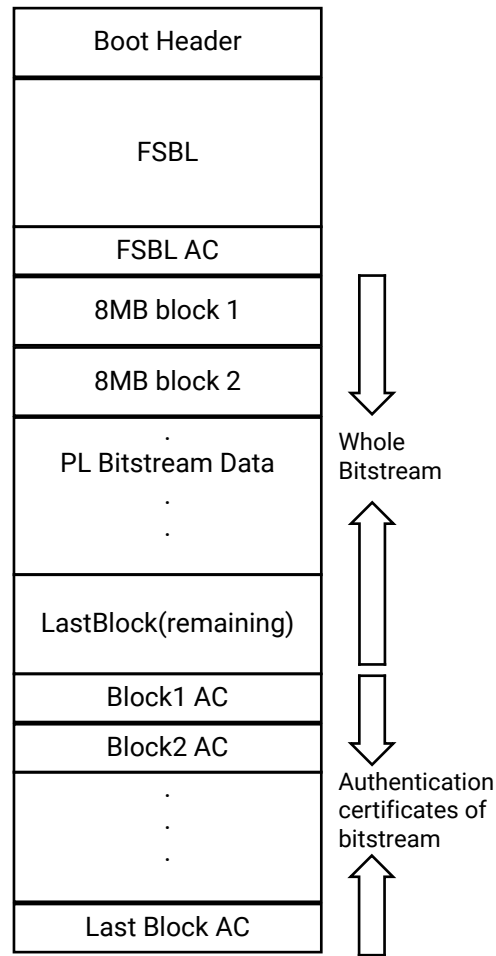 Boot Header
FSBL
FSBL AC
8MB block 1
8MB block 2
.
PL Bitstream Data
.
.
Whole
Bitstream
LastBlock(remaining)
Block1 AC
Block2 AC
.
.
.
Authentication
certificates of
bitstream
Last Block AC